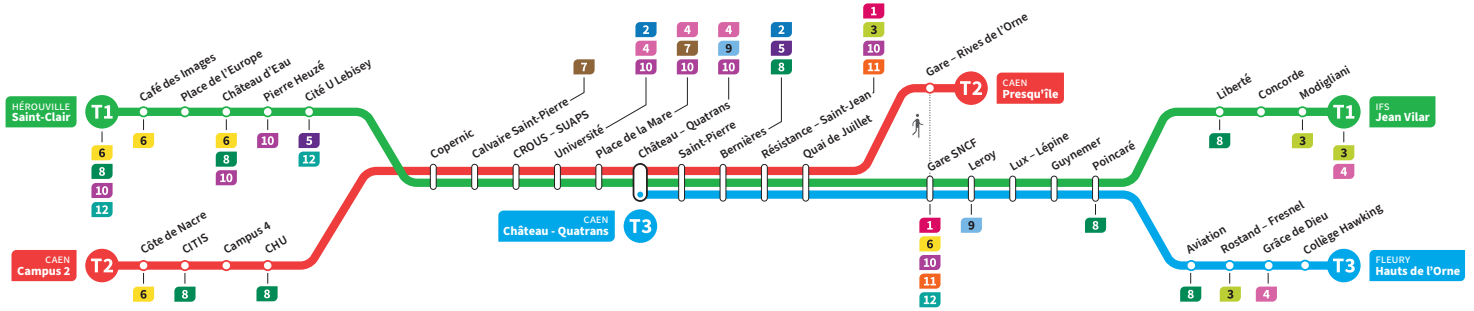 HÉROUVILLE
Saint-Clair
T1
6
8
10
12
Café des Images
6
Place de l'Europe
Château d'Eau
6
8
10
Pierre Heuzé
10
Cité U Lebisey
5
12
CAEN
Campus 2
T2
Côte de Nacre
6
CITIS
8
Campus 4
CHU
8
Copernic
Calvaire Saint-Pierre
7
CROUS – SUAPS
Université
2
4
10
Place de la Mare
4
7
10
Château – Quatrans
4
9
10
Saint-Pierre
Bernières
2
5
8
Résistance – Saint-Jean
1
3
10
11
Quai de Juillet
CAEN
Château - Quatrans
T3
Gare – Rives de l'Orne
T2
CAEN
Presqu'île
Gare SNCF
1
6
10
11
12
Leroy
9
Lux – Lépine
Guynemer
Poincaré
8
Liberté
8
Concorde
Modigliani
3
T1
3
4
IFS
Jean Vilar
Aviation
8
Rostand – Fresnel
3
Grâce de Dieu
4
Collège Hawking
T3
FLEURY
Hauts de l'Orne